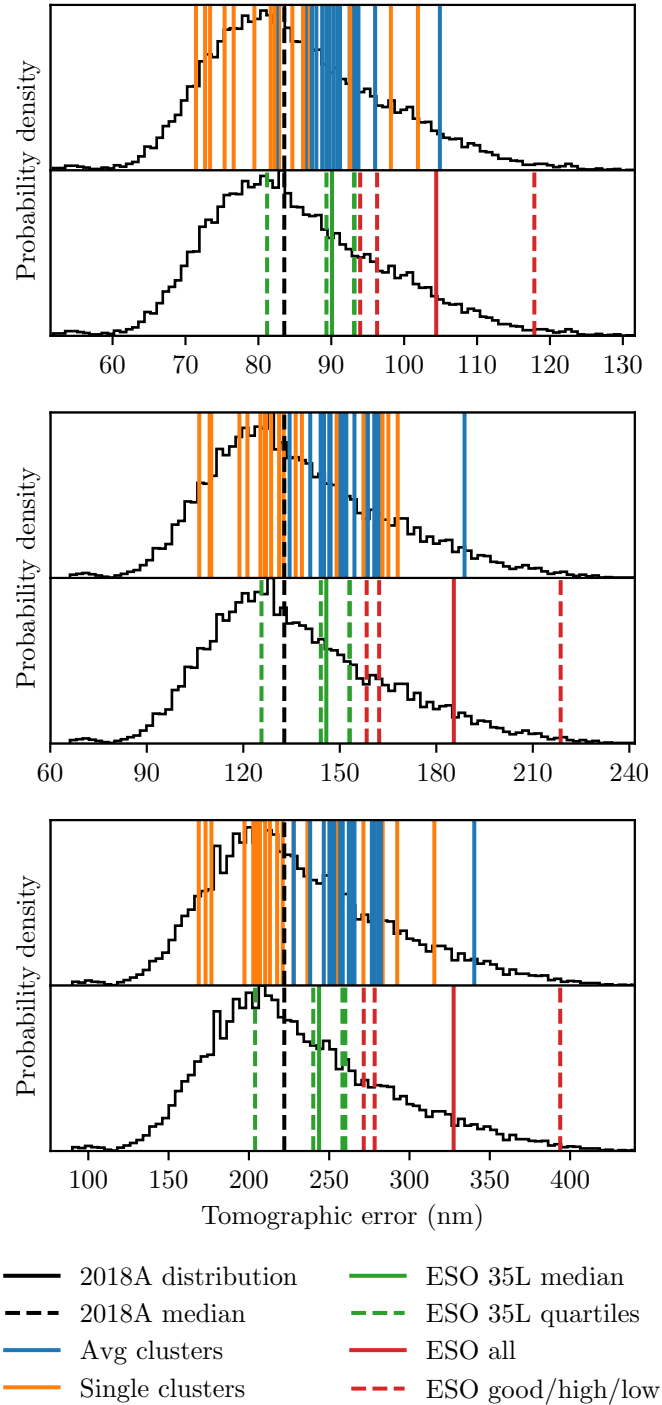 Probability density
60 70 80 90 100 110 120 130
Probability density
60 90 120 150 180 210 240
Probability density
100 150 200 250 300 350 400
Tomographic error (nm)
2018A distribution
2018A median
Avg clusters
Single clusters
ESO 35L median
ESO 35L quartiles
ESO all
ESO good/high/low